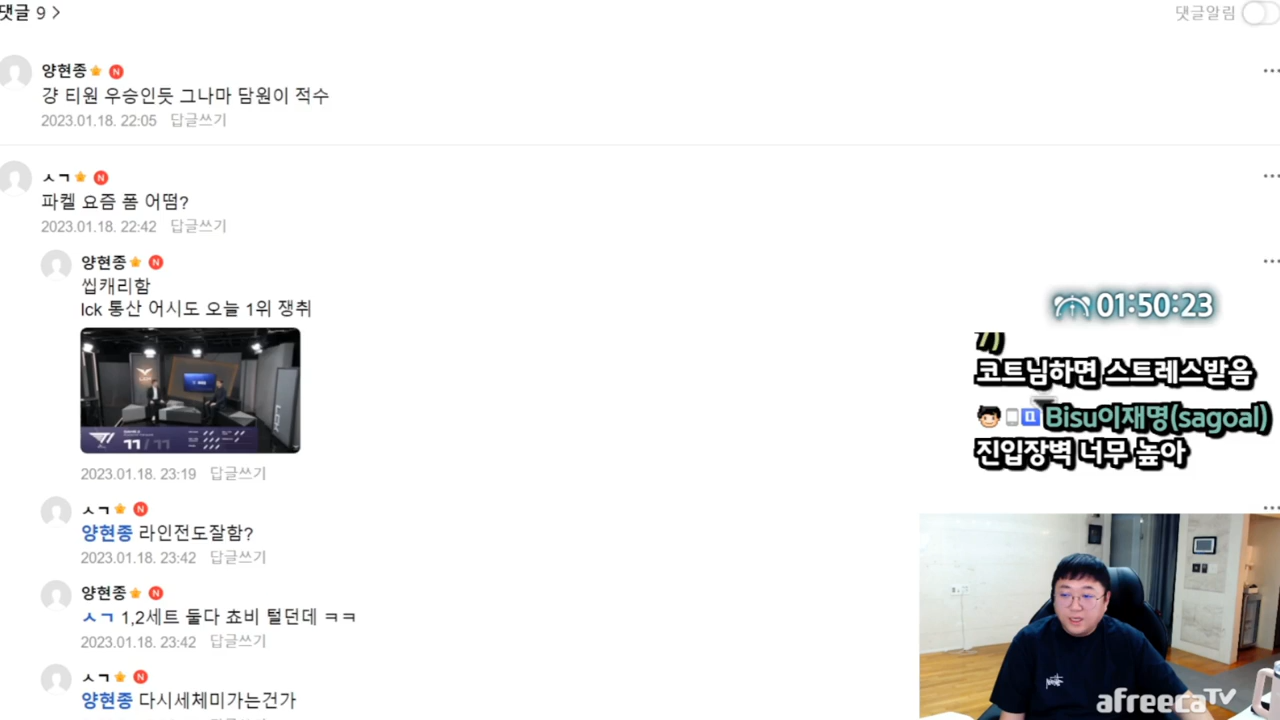 댓글 9 >
댓글알림
양현종 N
걍 티원 우승인듯 그나마 담원이 적수
2023.01.18. 22:05 답글쓰기
ㅅㄱ N
파켈 요즘 폼 어떰?
2023.01.18. 22:42 답글쓰기
양현종 N
씹캐리함
lck 통산 어시도 오늘 1위 쟁취
11 / 11
2023.01.18. 23:19 답글쓰기
ㅅㄱ N
양현종 라인전도잘함?
2023.01.18. 23:42 답글쓰기
양현종 N
ㅅㄱ 1,2세트 둘다 쵸비 털던데 ㅋㅋ
2023.01.18. 23:42 답글쓰기
ㅅㄱ N
양현종 다시세체미가는건가
01:50:23
코트님하면 스트레스받음
Bisu이재명(sagoal)
진입장벽 너무 높아
afreecaTV